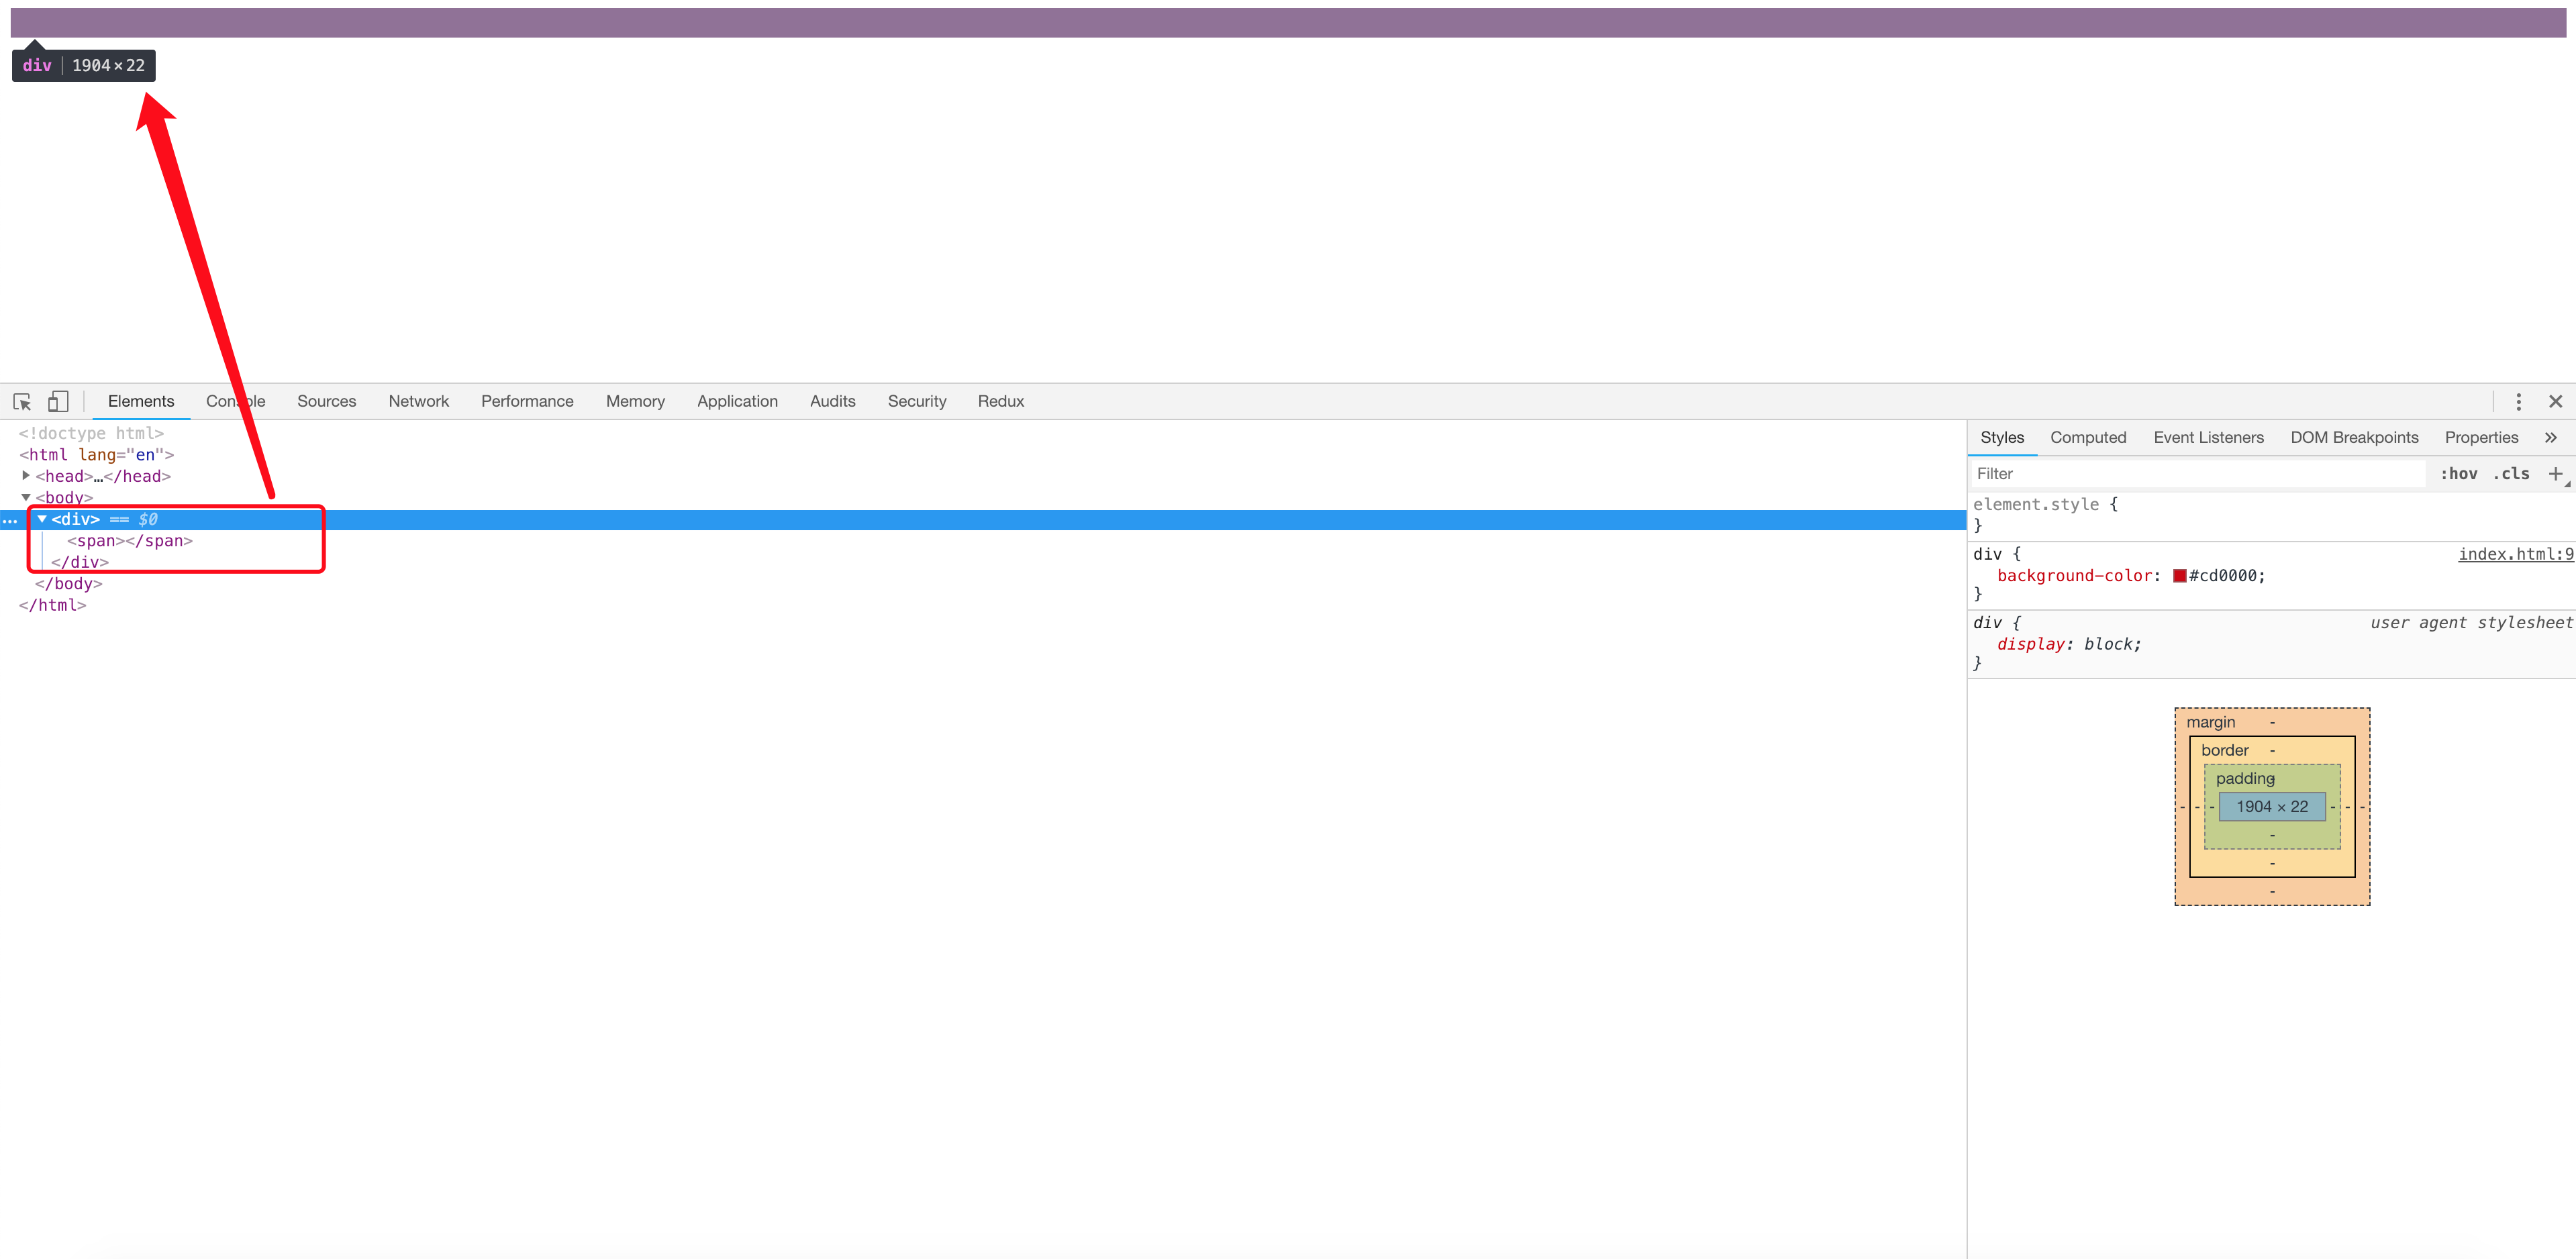 div 1904×22
Elements Console Sources Network Performance Memory Application Audits Security Redux
<!doctype html>
<html lang="en">
<head>…</head>
<body>
… <div> == $0
<span></span>
</div>
</body>
</html>
Styles Computed Event Listeners DOM Breakpoints Properties »
Filter :hov .cls +
element.style {
}
div { index.html:9
background-color: #cd0000;
}
div { user agent stylesheet
display: block;
}
margin -
border -
padding -
- - - 1904 × 22 - - -
-
-
-